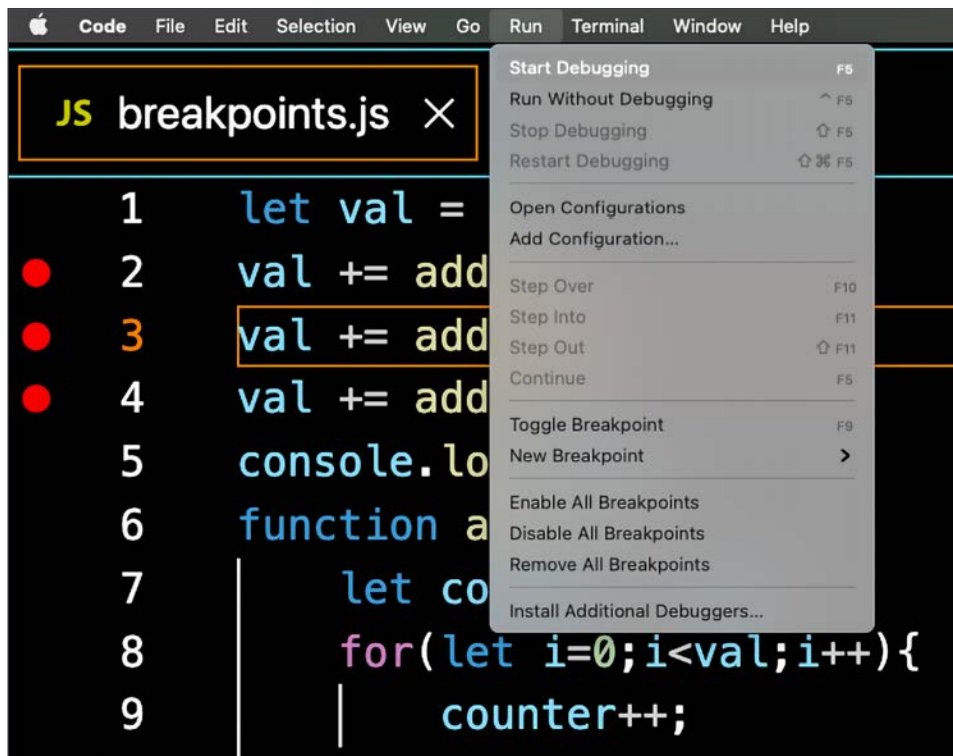 Code File Edit Selection View Go Run Terminal Window Help
JS breakpoints.js ×
Start Debugging F5
Run Without Debugging ^ F5
Stop Debugging ⇧ F5
Restart Debugging ⇧ ⌘ F5
Open Configurations
Add Configuration...
Step Over F10
Step Into F11
Step Out ⇧ F11
Continue F5
Toggle Breakpoint F9
New Breakpoint >
Enable All Breakpoints
Disable All Breakpoints
Remove All Breakpoints
Install Additional Debuggers...
1 let val =
2 val += add
3 val += add
4 val += add
5 console.lo
6 function a
7 let co
8 for(let i=0;i<val;i++){
9 counter++;